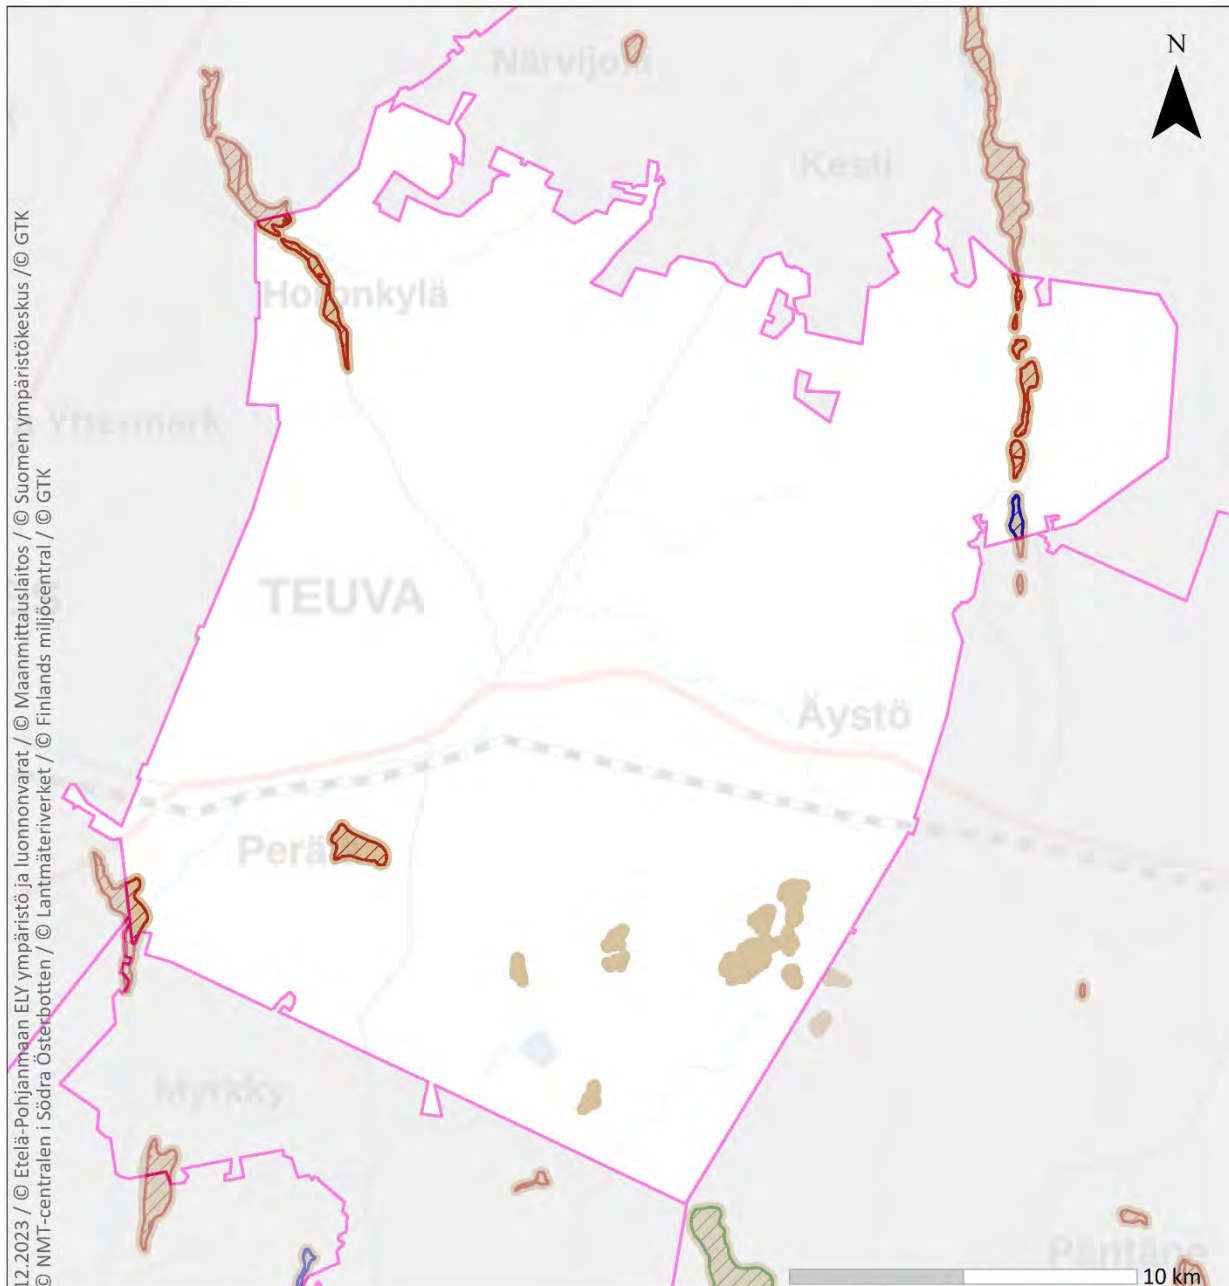 Närvijoki
N
Kesti
Horonkylä
Yttermark
TEUVA
Äystö
Perä
Myrkky
Päntäne
10 km
12.2023 / © Etelä-Pohjanmaan ELY ympäristö ja luonnonvarat / © Maanmittauslaitos / © Suomen ympäristökeskus /© GTK
© NMT-centralen i Södra Österbotten / © Lantmäteriverket / © Finlands miljöcentral / © GTK